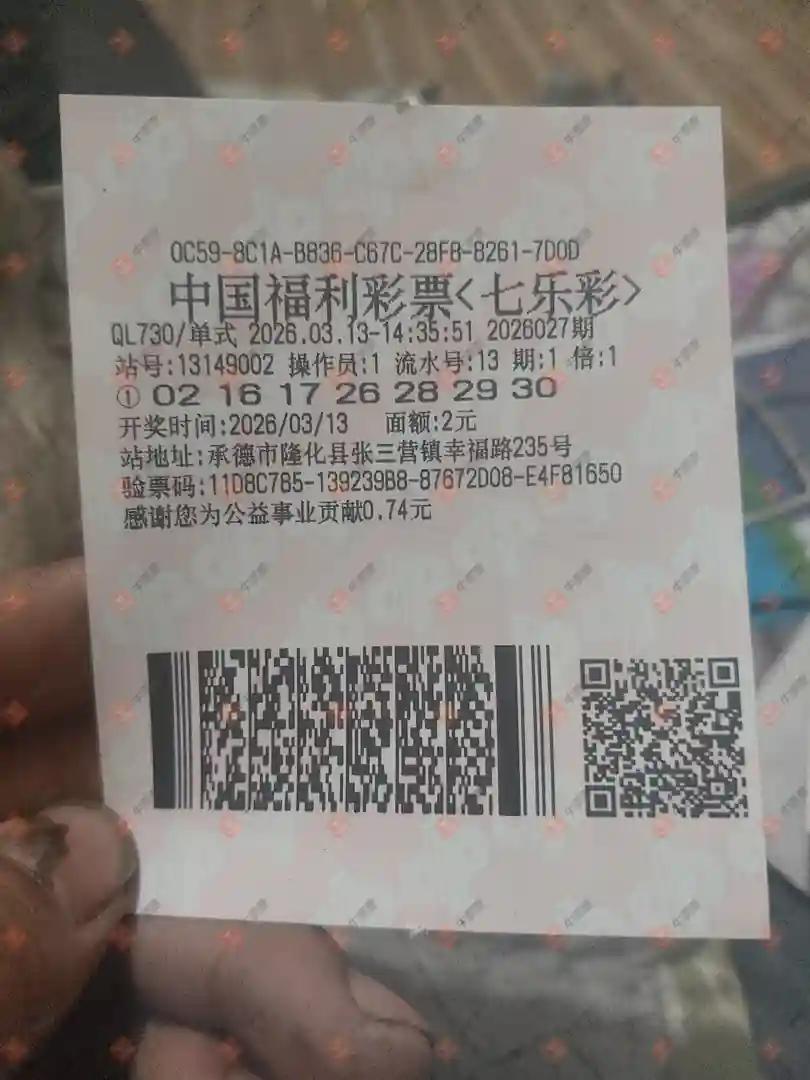 0C59-8C1A-B836-C67C-28F8-8261-7D0D
中国福利彩票<七乐彩>
QL730/单式 2026.03.13-14:35:51 2026027期
站号:13149002 操作员:1 流水号:13 期:1 倍:1
① 02 16 17 26 28 29 30
开奖时间:2026/03/13 面额:2元
站地址:承德市隆化县张三营镇幸福路235号
验票码:11D8C785-139239B8-87672D08-E4F81650
感谢您为公益事业贡献0.74元